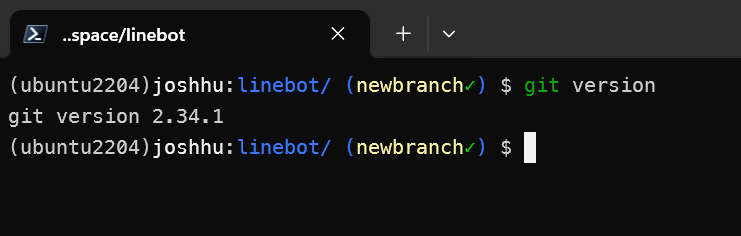 ..space/linebot
(ubuntu2204)joshhu:linebot/ (newbranch✓) $ git version
git version 2.34.1
(ubuntu2204)joshhu:linebot/ (newbranch✓) $